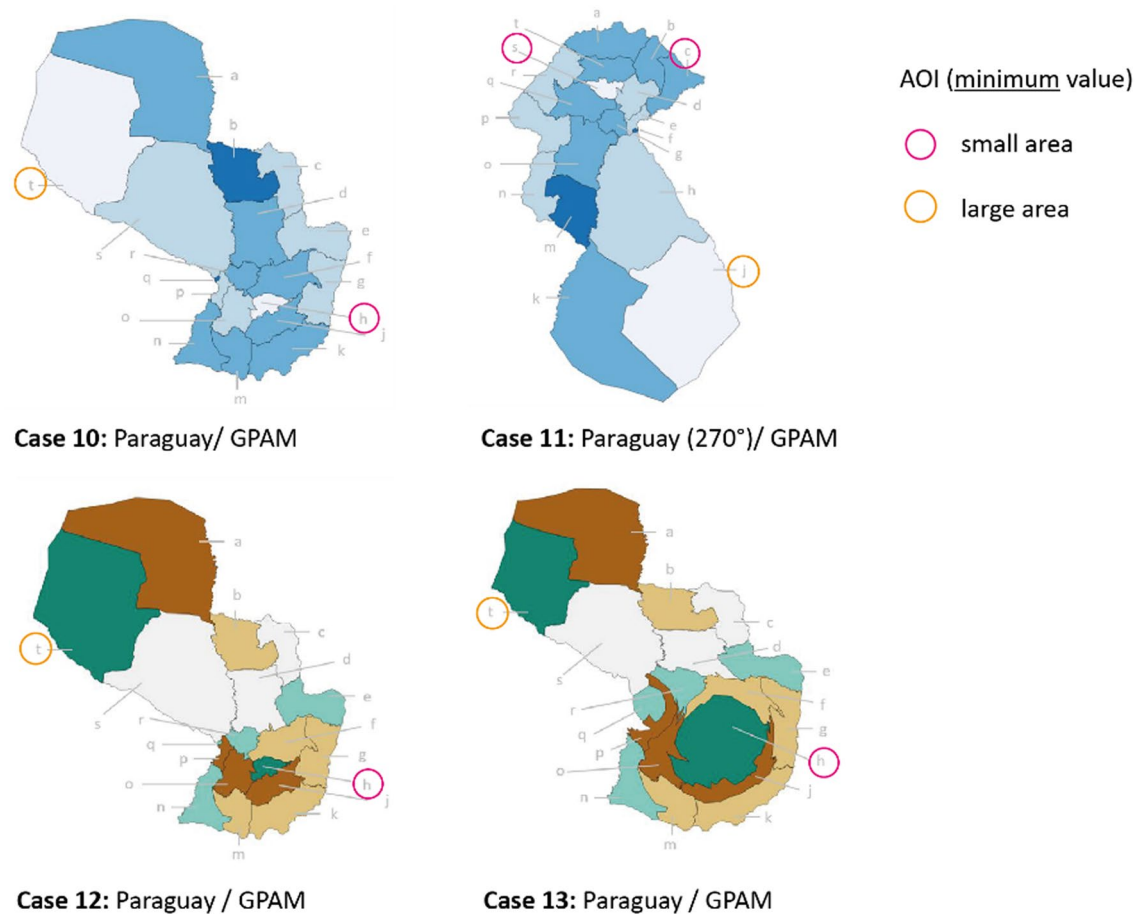 a
b
c
d
e
f
g
h
j
k
m
n
o
p
q
r
s
t
Case 10: Paraguay/ GPAM
a
b
c
d
e
f
g
h
j
k
m
n
o
p
q
r
s
t
Case 11: Paraguay (270°)/ GPAM
AOI (minimum value)
small area
large area
a
b
c
d
e
f
g
h
j
k
m
n
o
p
q
r
s
t
Case 12: Paraguay / GPAM
a
b
c
d
e
f
g
h
j
k
m
n
o
p
q
r
s
t
Case 13: Paraguay / GPAM